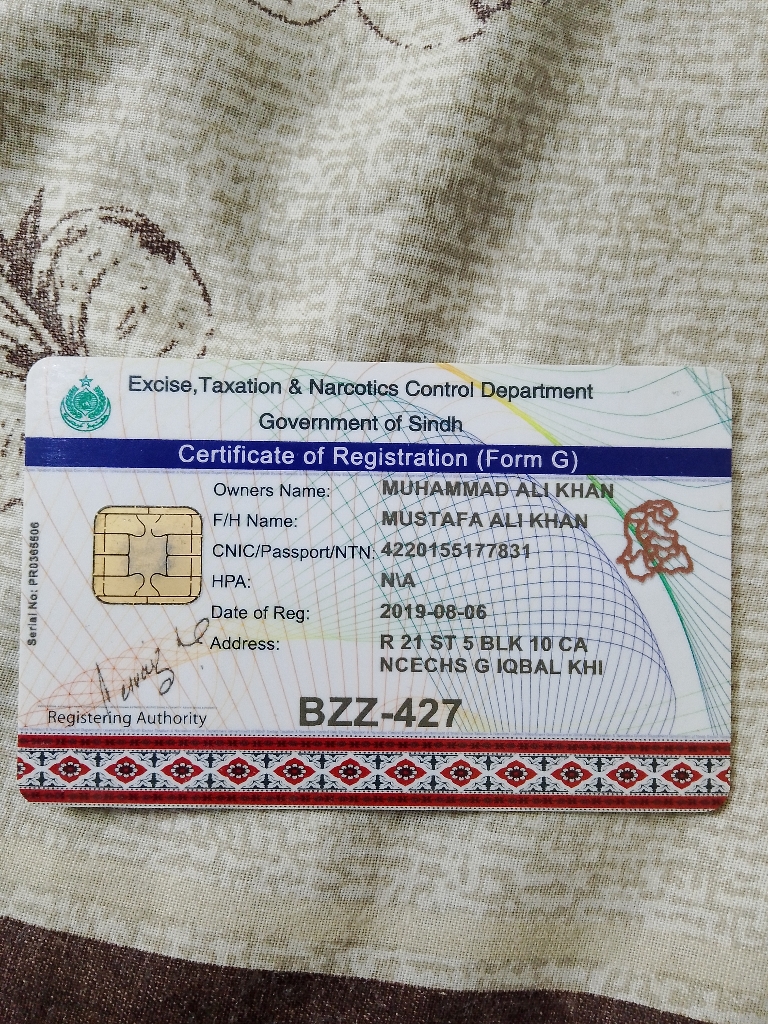 Excise,Taxation & Narcotics Control Department
Government of Sindh
Certificate of Registration (Form G)
Owners Name: MUHAMMAD ALI KHAN
F/H Name: MUSTAFA ALI KHAN
CNIC/Passport/NTN: 4220155177831
HPA: N\A
Date of Reg: 2019-08-06
Address: R 21 ST 5 BLK 10 CA
NCECHS G IQBAL KHI
Serial No: PR0365506
Registering Authority
BZZ-427